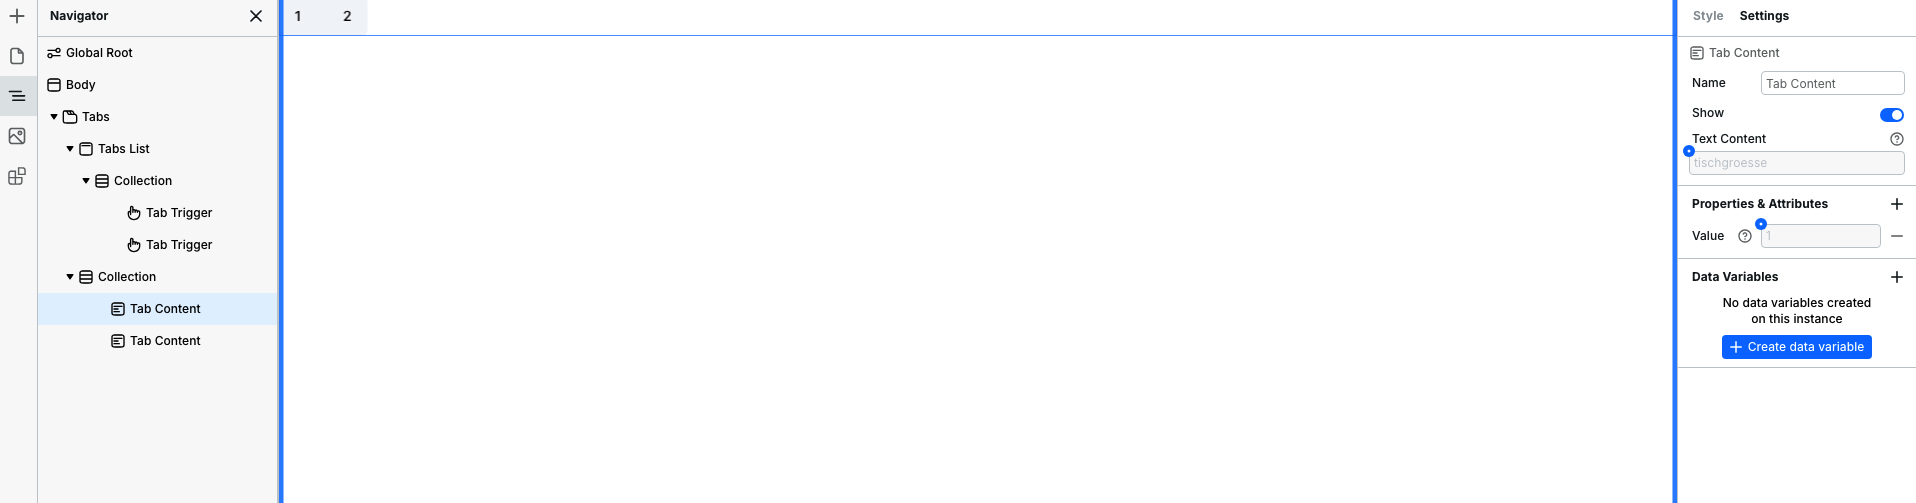 Navigator
Global Root
Body
Tabs
Tabs List
Collection
Tab Trigger
Tab Trigger
Collection
Tab Content
Tab Content
1 2
Style Settings
Tab Content
Name Tab Content
Show
Text Content
tischgroesse
Properties & Attributes
Value 1
Data Variables
No data variables created
on this instance
Create data variable